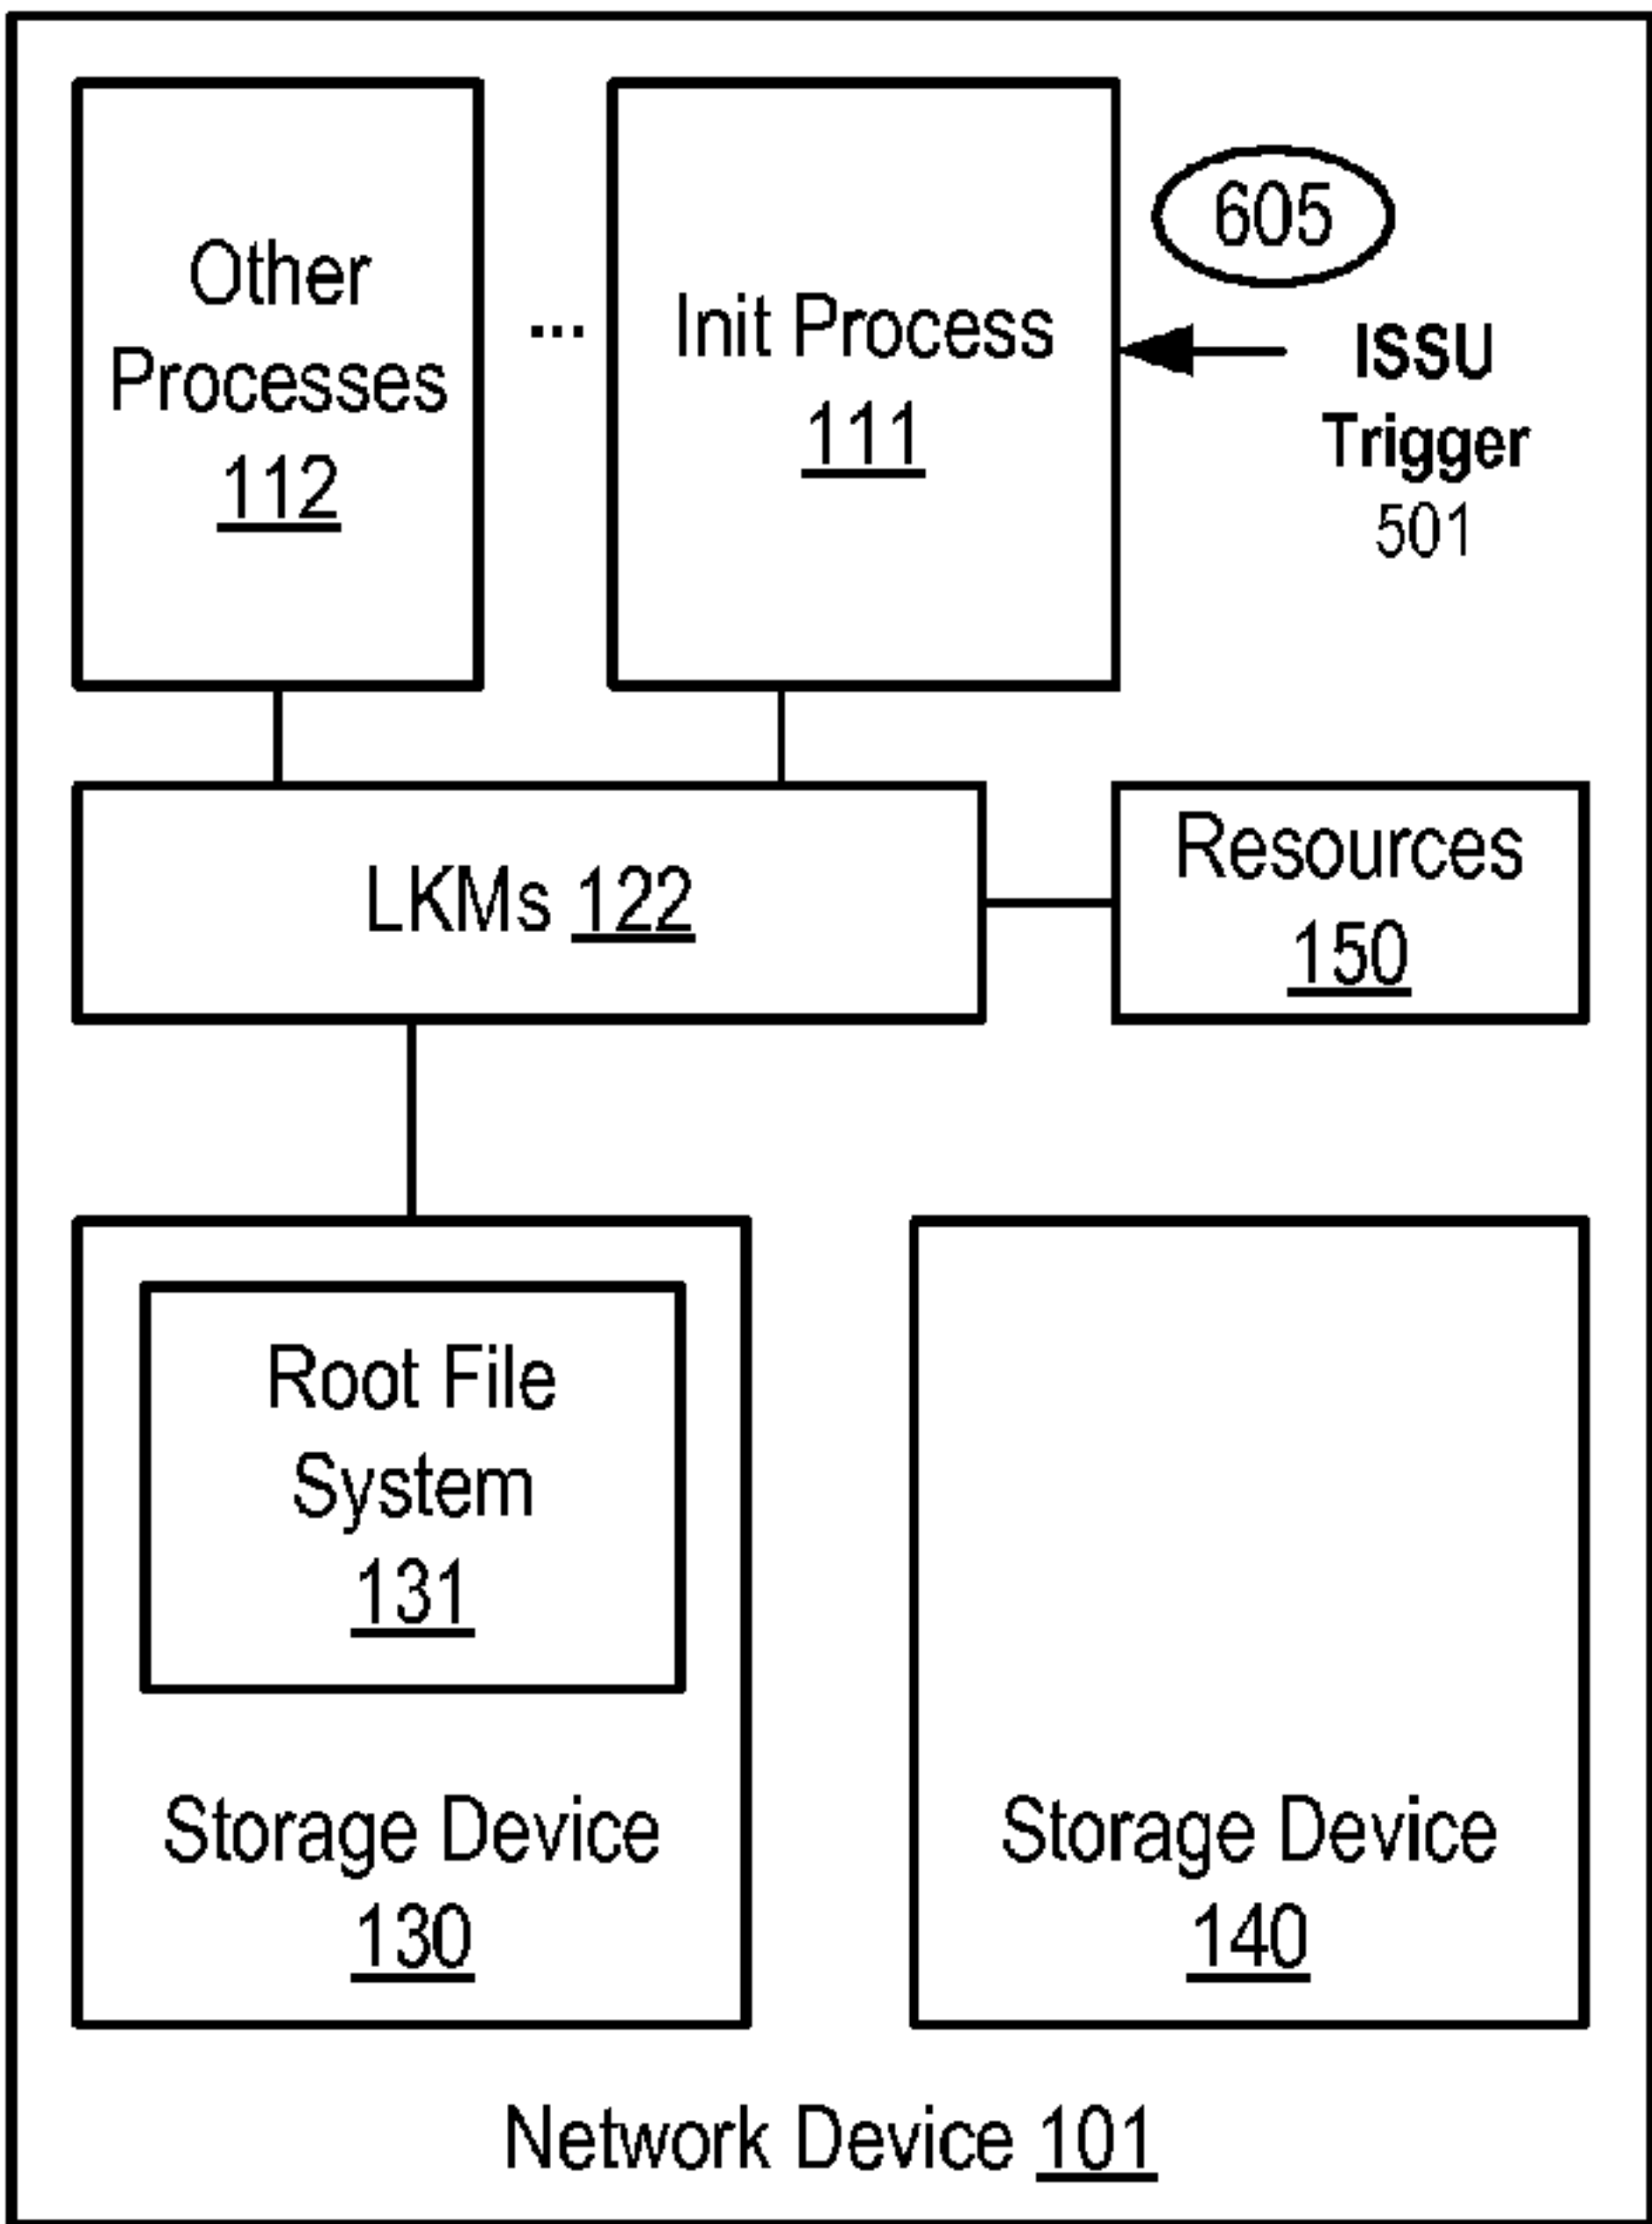 Other
Processes
112
...
Init Process
111
605
ISSU
Trigger
501
LKMs 122
Resources
150
Root File
System
131
Storage Device
130
Storage Device
140
Network Device 101